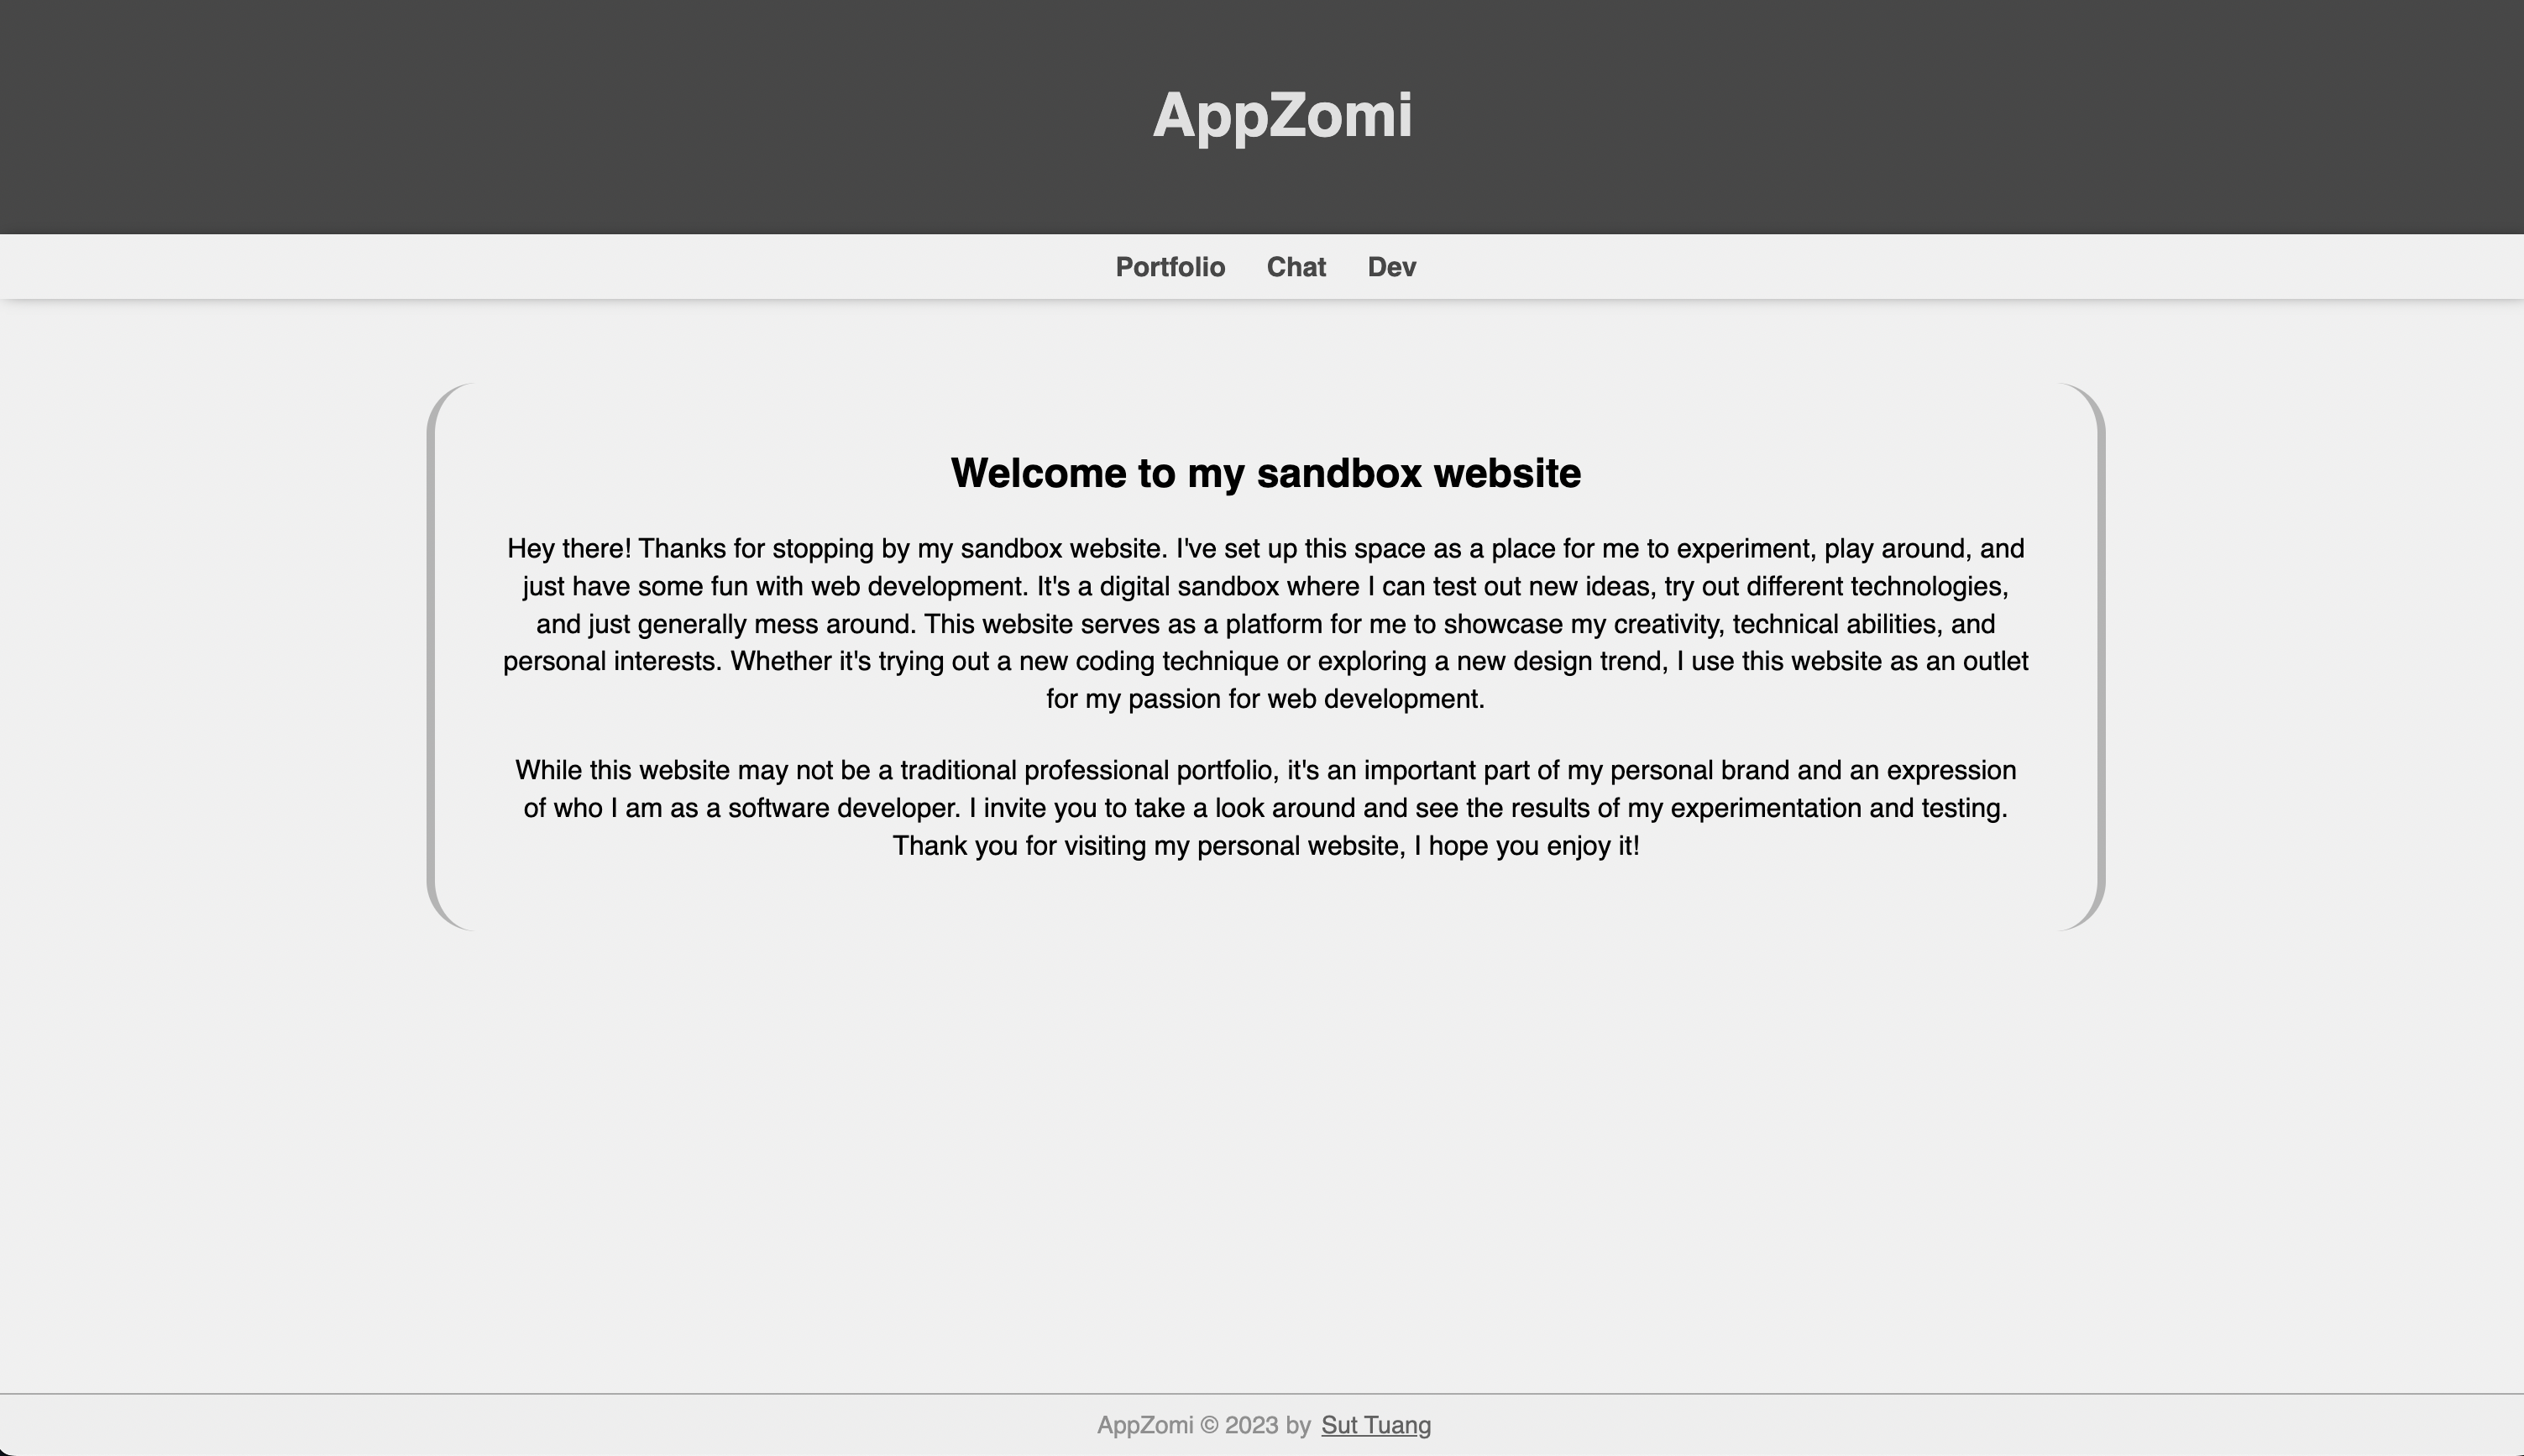 AppZomi
Portfolio Chat Dev
Welcome to my sandbox website
Hey there! Thanks for stopping by my sandbox website. I've set up this space as a place for me to experiment, play around, and
just have some fun with web development. It's a digital sandbox where I can test out new ideas, try out different technologies,
and just generally mess around. This website serves as a platform for me to showcase my creativity, technical abilities, and
personal interests. Whether it's trying out a new coding technique or exploring a new design trend, I use this website as an outlet
for my passion for web development.
While this website may not be a traditional professional portfolio, it's an important part of my personal brand and an expression
of who I am as a software developer. I invite you to take a look around and see the results of my experimentation and testing.
Thank you for visiting my personal website, I hope you enjoy it!
AppZomi © 2023 by Sut Tuang